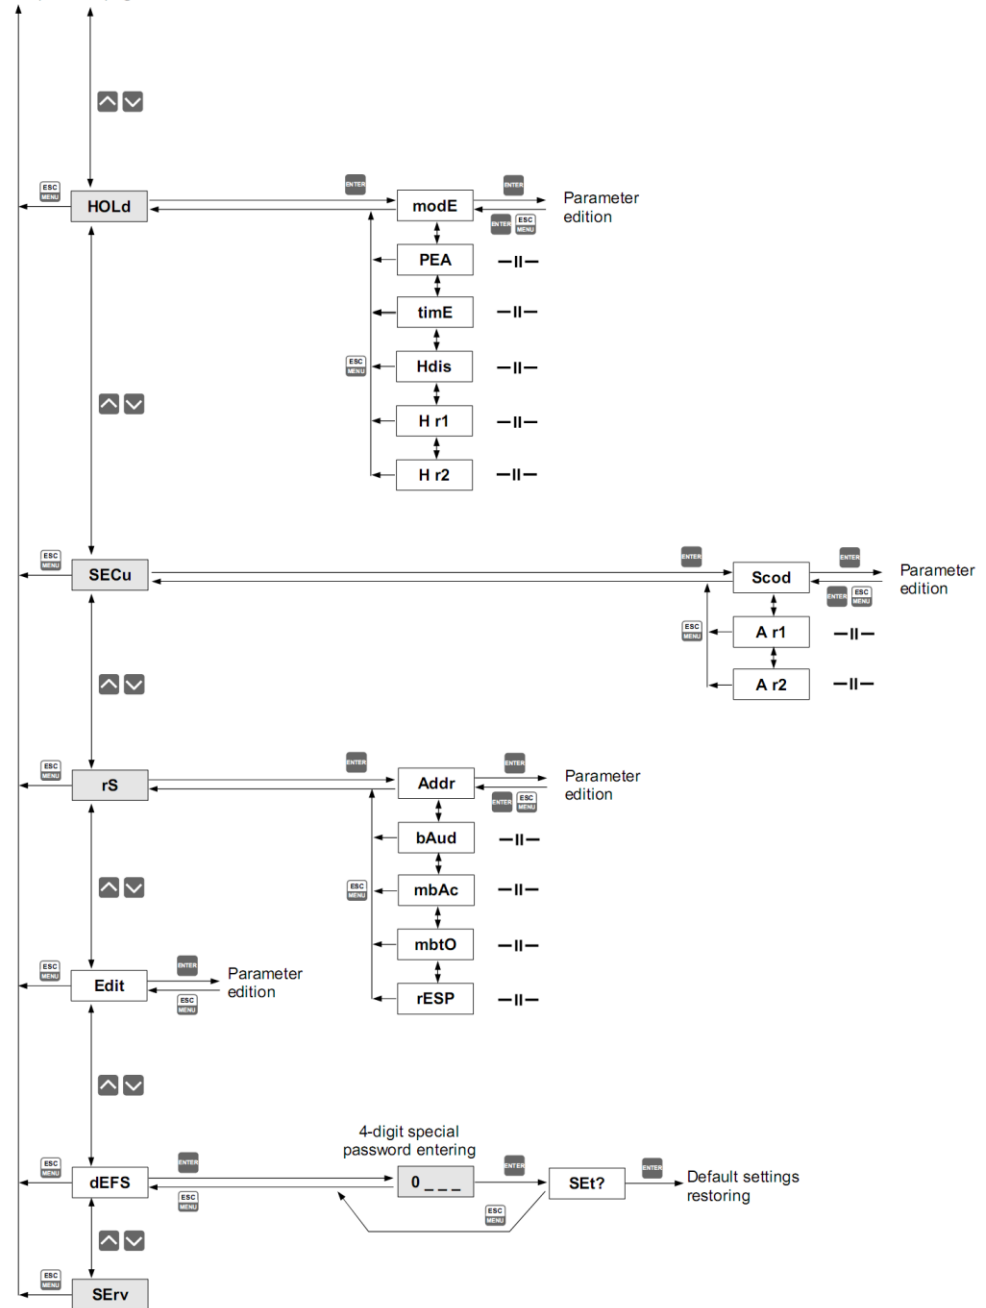 ESC
MENU
HOLd
ENTER
modE
ENTER
ENTER
ESC
MENU
Parameter
edition
PEA
—II—
timE
—II—
ESC
MENU
Hdis
—II—
H r1
—II—
H r2
—II—
ESC
MENU
SECu
ENTER
Scod
ENTER
ENTER
ESC
MENU
Parameter
edition
ESC
MENU
A r1
—II—
A r2
—II—
ESC
MENU
rS
ENTER
Addr
ENTER
ENTER
ESC
MENU
Parameter
edition
bAud
—II—
ESC
MENU
mbAc
—II—
mbtO
—II—
rESP
—II—
ESC
MENU
Edit
ENTER
ESC
MENU
Parameter
edition
4-digit special
password entering
ESC
MENU
dEFS
ENTER
ESC
MENU
0 _ _ _
ENTER
ESC
MENU
SEt?
ENTER
Default settings
restoring
ESC
MENU
SErv